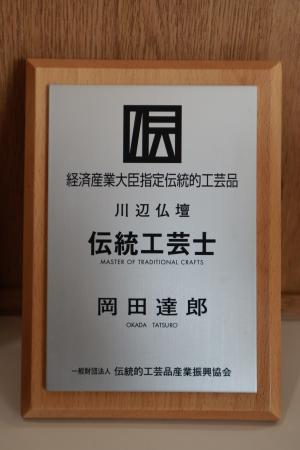 伝
経済産業大臣指定伝統的工芸品
川辺仏壇
伝統工芸士
MASTER OF TRADITIONAL CRAFTS
岡田達郎
OKADA TATSURO
一般財団法人 伝統的工芸品産業振興協会